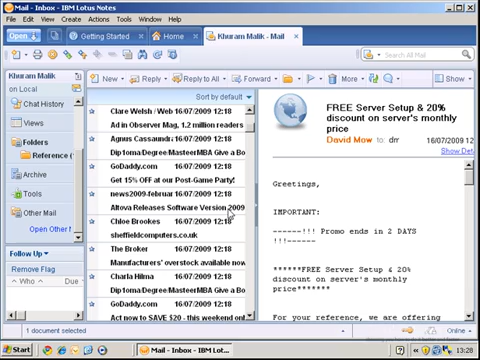 Mail - Inbox - IBM Lotus Notes
File Edit View Create Actions Tools Window Help
Open
Getting Started
Home
Khuram Malik - Mail
Search All Mail
Khuram Malik
on Local
Chat History
Views
Folders
Reference (
Archive
Tools
Other Mail
Open Other
Follow Up
Remove Flag
Who Due
New Reply Reply to All Forward More Show
Sort by default
Clare Welsh / Web 16/07/2009 12:18
Ad in Observer Mag, 1.2 million readers
Agnus Cassaundra 16/07/2009 12:18
Diploma Degree MasteerMBA Give a Bo
GoDaddy.com 16/07/2009 12:18
Get 15% OFF at our Post-Game Party!
news2009-februar 16/07/2009 12:18
Altova Releases Software Version 2009
Chloe Brookes 16/07/2009 12:18
sheffieldcomputers.co.uk
The Broker 16/07/2009 12:18
Manufacturers' overstock available now
Charla Hilma 16/07/2009 12:18
Diploma Degree MasteerMBA Give a Bo
GoDaddy.com 16/07/2009 12:18
Act now to SAVE $20 - this weekend onl
FREE Server Setup & 20%
discount on server's monthly
price
David Mow to: drr 16/07/2009
Show Det
Greetings,
IMPORTANT:
------!!! Promo ends in 2 DAYS
!!!------
******FREE Server Setup & 20%
discount on server's monthly
price*******
For your reference, we are offering
1 document selected
Online
Start
Mail - Inbox - IBM Lot...
13:28